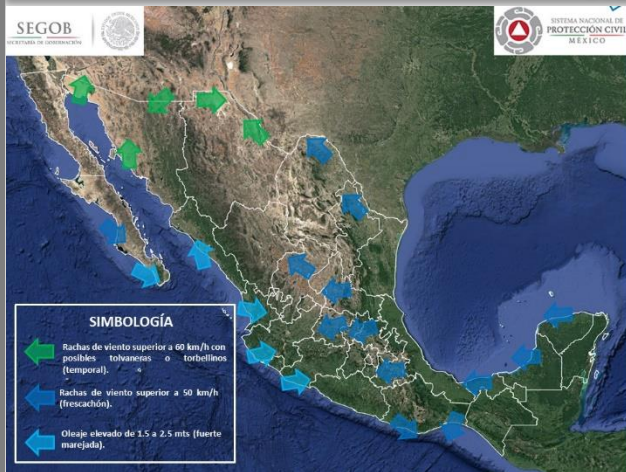 SEGOB
SECRETARÍA DE GOBERNACIÓN
SISTEMA NACIONAL DE
PROTECCIÓN CIVIL
MÉXICO
SIMBOLOGÍA
Rachas de viento superior a 60 km/h con
posibles tolvaneras o torbellinos
(temporal).
Rachas de viento superior a 50 km/h
(frescachón).
Oleaje elevado de 1.5 a 2.5 mts (fuerte
marejada).